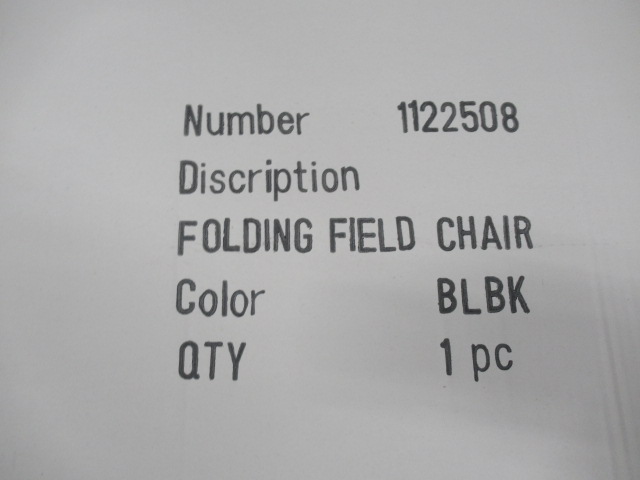 Number 1122508
Discription
FOLDING FIELD CHAIR
Color BLBK
QTY 1 pc